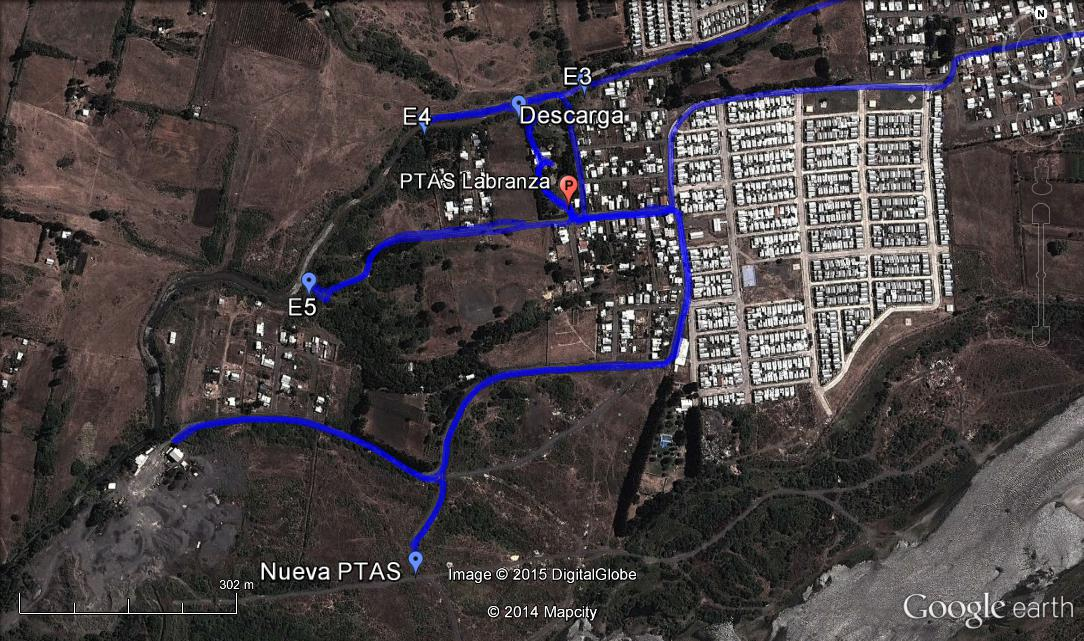 N
E3
E4
Descarga
P
PTAS Labranza
E5
Nueva PTAS
Image © 2015 DigitalGlobe
302 m
© 2014 Mapcity
Google earth